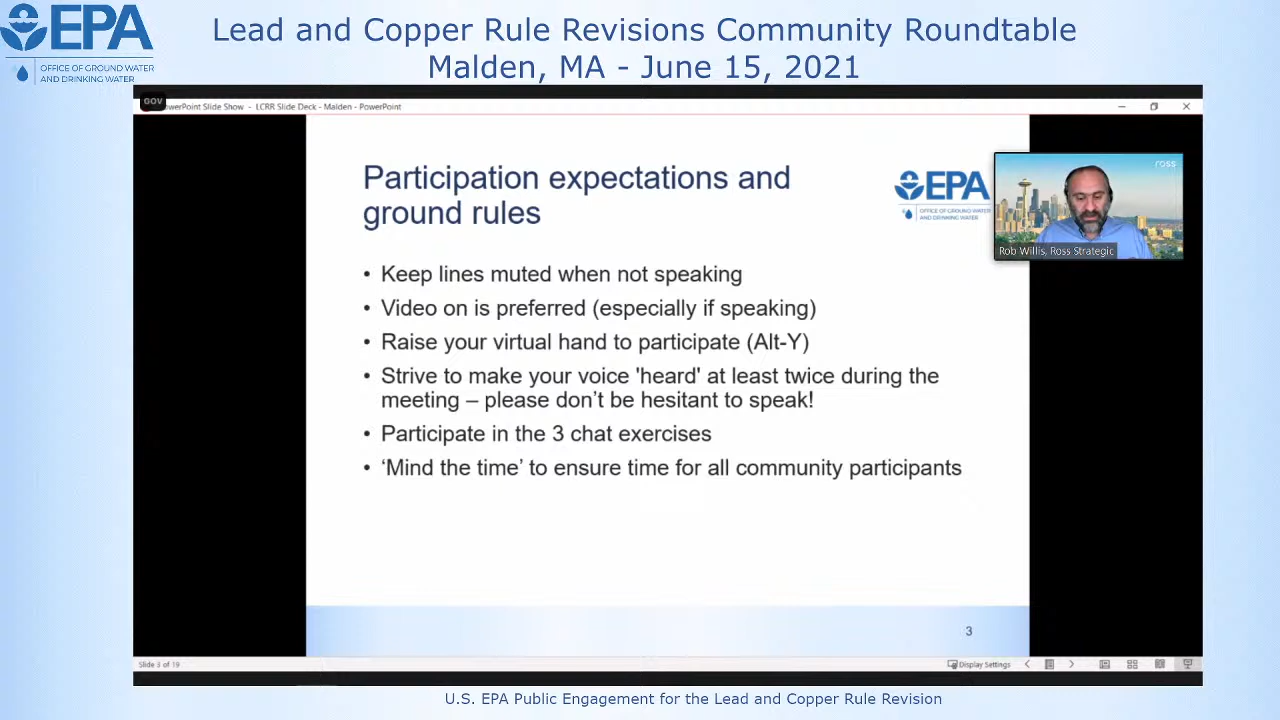 EPA
OFFICE OF GROUND WATER
AND DRINKING WATER
Lead and Copper Rule Revisions Community Roundtable
Malden, MA - June 15, 2021
GOV
werPoint Slide Show - LCRR Slide Deck - Malden - PowerPoint
Participation expectations and
ground rules
EPA
OFFICE OF GROUND WATER
AND DRINKING WATER
ross
Rob Willis, Ross Strategic
• Keep lines muted when not speaking
• Video on is preferred (especially if speaking)
• Raise your virtual hand to participate (Alt-Y)
• Strive to make your voice 'heard' at least twice during the
meeting – please don’t be hesitant to speak!
• Participate in the 3 chat exercises
• ‘Mind the time’ to ensure time for all community participants
3
Slide 3 of 19
Display Settings
U.S. EPA Public Engagement for the Lead and Copper Rule Revision